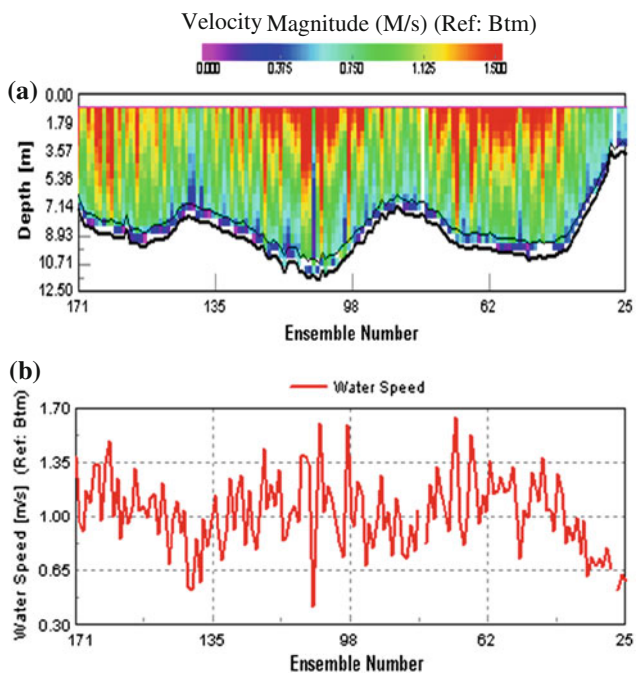 Velocity Magnitude (M/s) (Ref: Btm)
0.000 0.375 0.750 1.125 1.500
(a)
Depth [m]
0.00
1.79
3.57
5.36
7.14
8.93
10.71
12.50
171 135 98 62 25
Ensemble Number
(b)
Water Speed
Water Speed [m/s] (Ref: Btm)
1.70
1.35
1.00
0.65
0.30
171 135 98 62 25
Ensemble Number